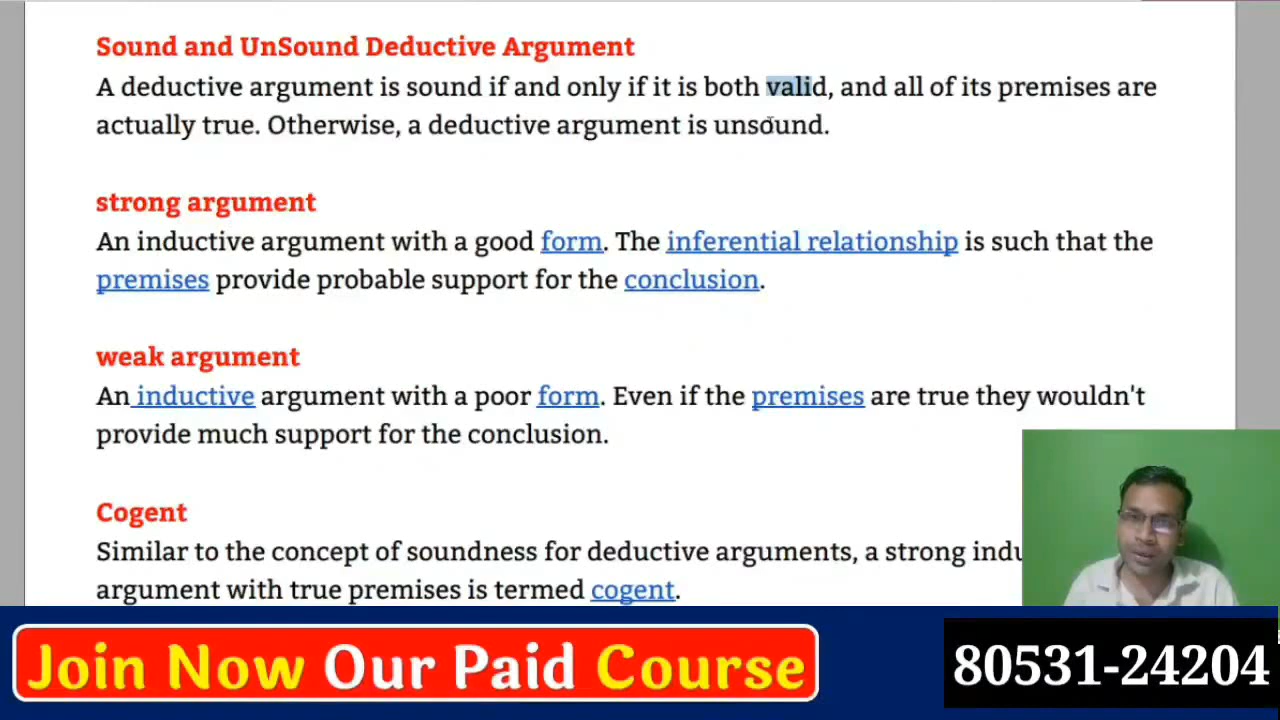 Sound and UnSound Deductive Argument
A deductive argument is sound if and only if it is both valid, and all of its premises are
actually true. Otherwise, a deductive argument is unsound.
strong argument
An inductive argument with a good form. The inferential relationship is such that the
premises provide probable support for the conclusion.
weak argument
An inductive argument with a poor form. Even if the premises are true they wouldn't
provide much support for the conclusion.
Cogent
Similar to the concept of soundness for deductive arguments, a strong
argument with true premises is termed cogent.
Join Now Our Paid Course
80531-24204